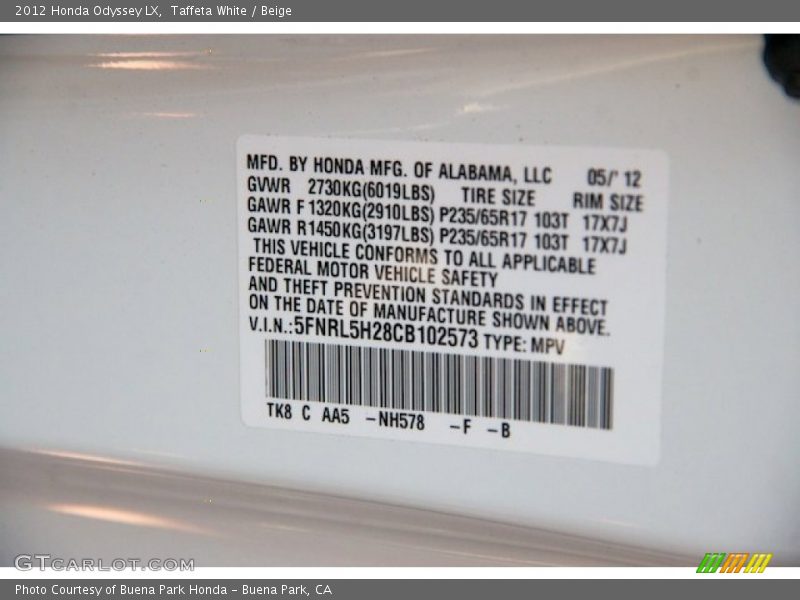 2012 Honda Odyssey LX, Taffeta White / Beige
MFD. BY HONDA MFG. OF ALABAMA, LLC 05/' 12
GVWR 2730KG(6019LBS) TIRE SIZE RIM SIZE
GAWR F 1320KG(2910LBS) P235/65R17 103T 17X7J
GAWR R 1450KG(3197LBS) P235/65R17 103T 17X7J
THIS VEHICLE CONFORMS TO ALL APPLICABLE
FEDERAL MOTOR VEHICLE SAFETY
AND THEFT PREVENTION STANDARDS IN EFFECT
ON THE DATE OF MANUFACTURE SHOWN ABOVE.
V.I.N.:5FNRL5H28CB102573 TYPE: MPV
TK8 C AA5 -NH578 -F -B
GTCARLOT.COM
Photo Courtesy of Buena Park Honda - Buena Park, CA